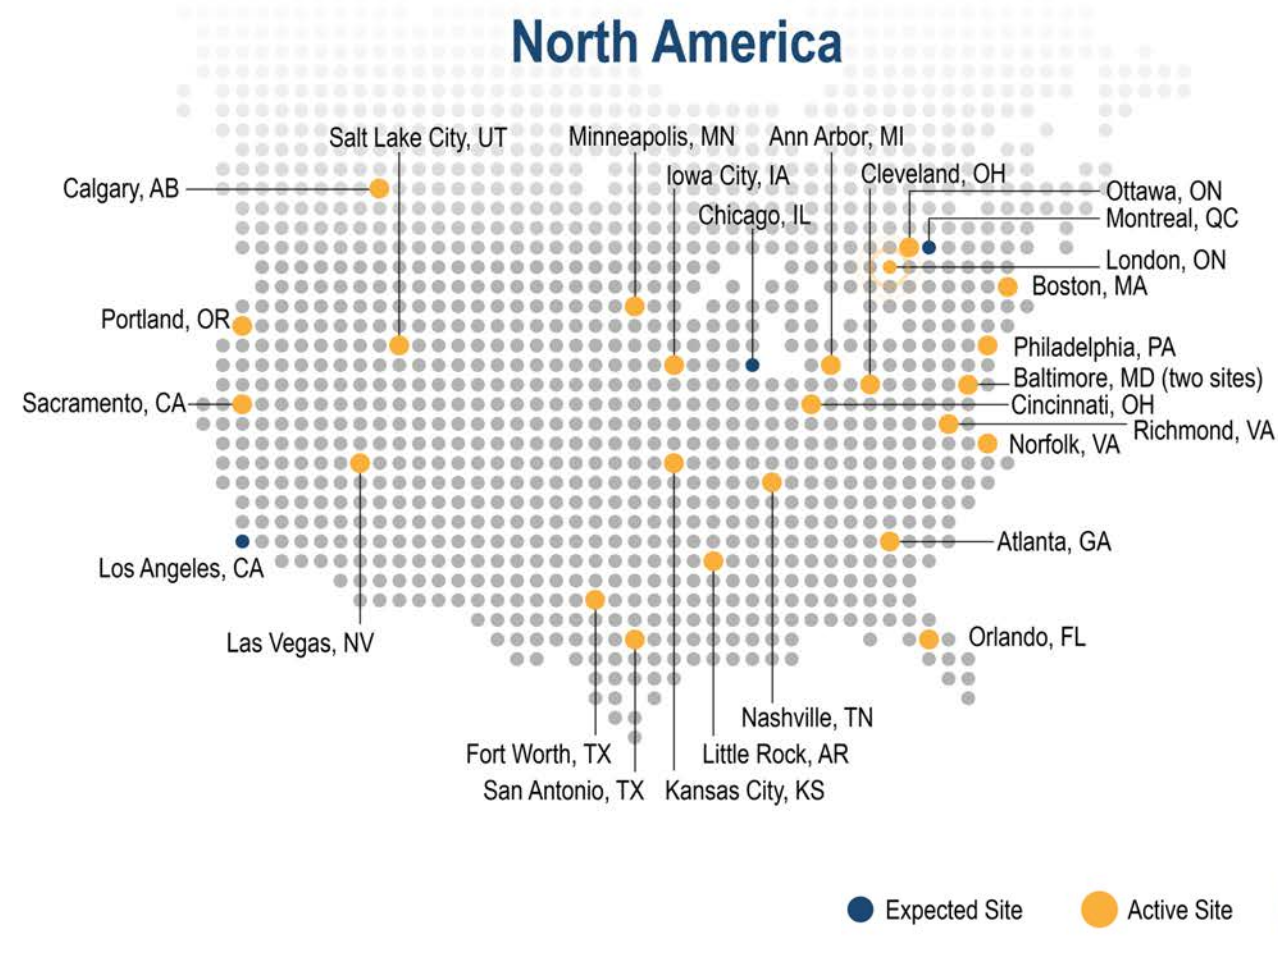 North America
Salt Lake City, UT
Minneapolis, MN
Ann Arbor, MI
Iowa City, IA
Cleveland, OH
Calgary, AB
Ottawa, ON
Chicago, IL
Montreal, QC
London, ON
Boston, MA
Portland, OR
Philadelphia, PA
Baltimore, MD (two sites)
Sacramento, CA
Cincinnati, OH
Richmond, VA
Norfolk, VA
Atlanta, GA
Los Angeles, CA
Las Vegas, NV
Orlando, FL
Nashville, TN
Fort Worth, TX
Little Rock, AR
San Antonio, TX
Kansas City, KS
Expected Site
Active Site